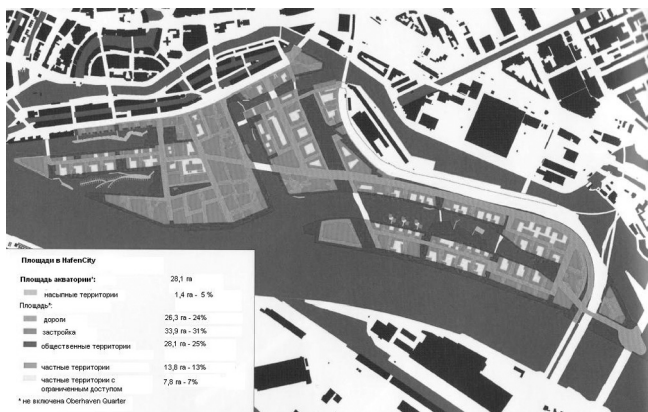 Площади в HafenCity
Площадь акватории*: 28,1 га
насыпные территории 1,4 га - 5 %
Площадь*:
дороги 26,3 га - 24%
застройка 33,9 га - 31%
общественные территории 28,1 га - 25%
частные территории 13,8 га - 13%
частные территории с
ограниченным доступом 7,8 га - 7%
* не включена Oberhaven Quarter